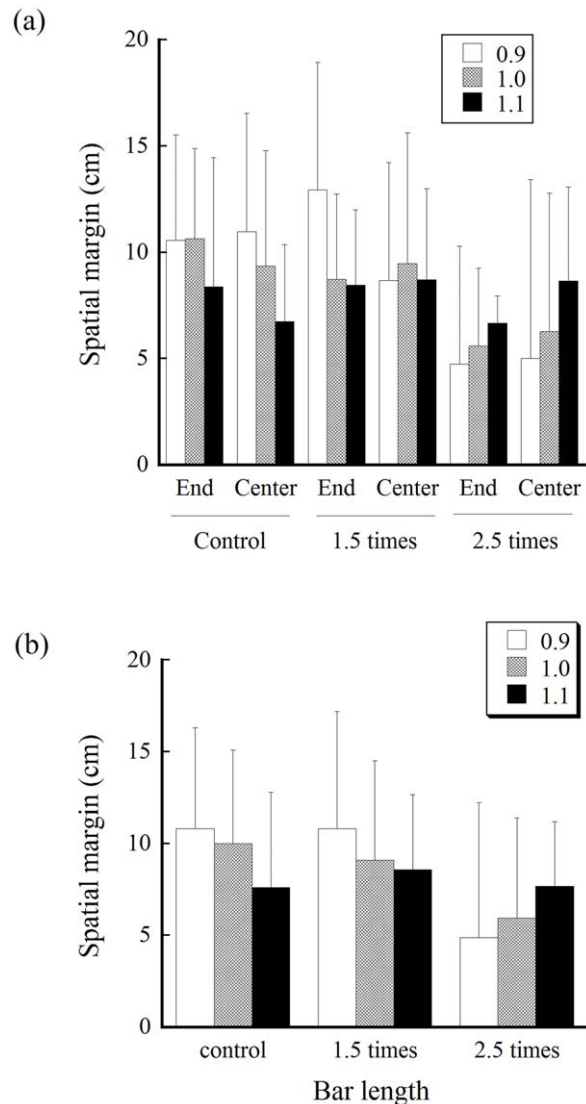 (a)
0.9
1.0
1.1
20
15
10
5
0
Spatial margin (cm)
End Center End Center End Center
Control 1.5 times 2.5 times
(b)
0.9
1.0
1.1
20
15
10
5
0
Spatial margin (cm)
control 1.5 times 2.5 times
Bar length